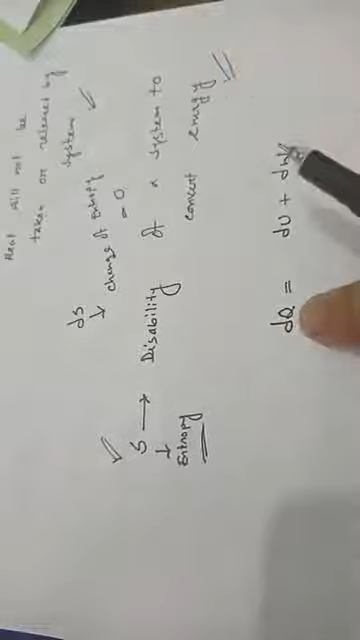 Heat will not be
taken or released by
system
dS
↓
change of Entropy
= 0
S → Disability of a system to
↓
Entropy
convert energy
dQ = dU + dW